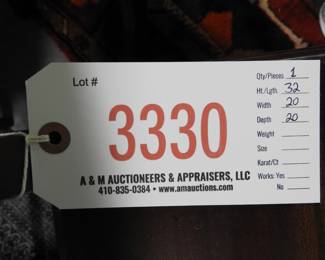 Lot #
3330
A & M AUCTIONEERS & APPRAISERS, LLC
410-835-0384 • www.amauctions.com
Qty/Pieces 1
Ht./Lgth. 32
Width 20
Depth 20
Weight
Size
Karat/Ct
Works: Yes
No